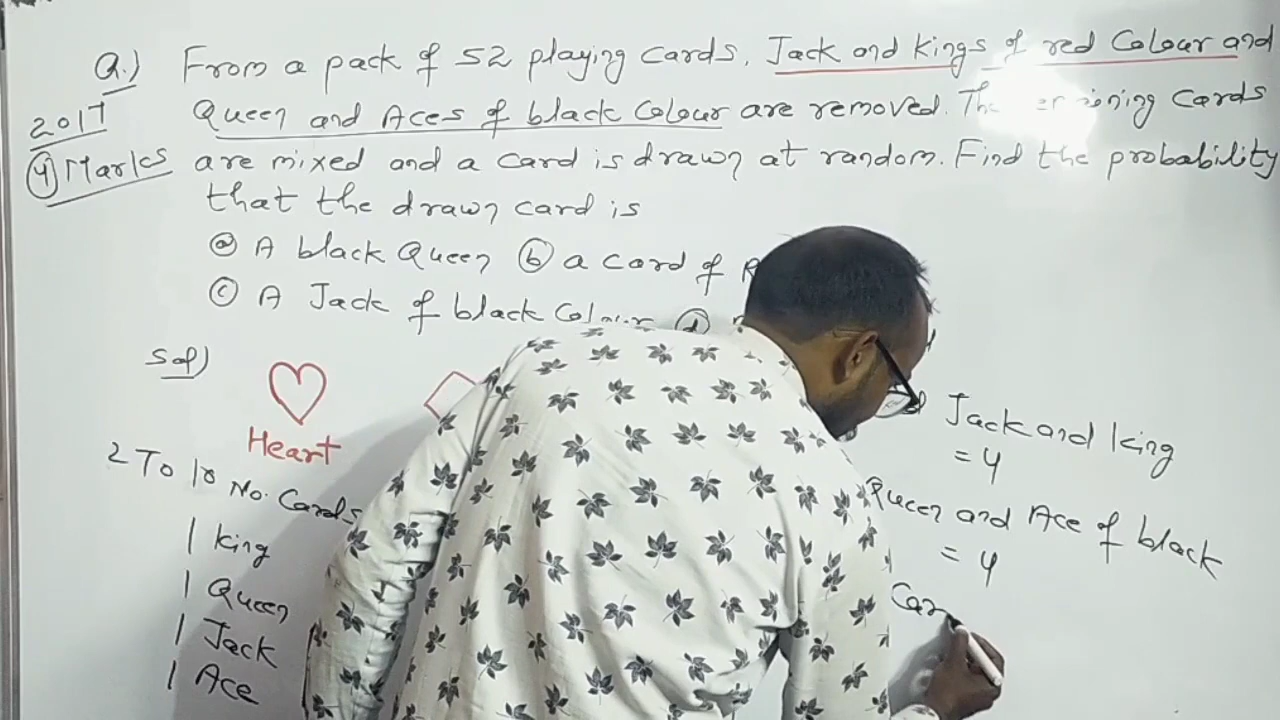 Q.) From a pack of 52 playing cards, Jack and kings of red Colour and
2017 Queen and Aces of black Colour are removed. The remaining cards
4 Marks are mixed and a card is drawn at random. Find the probability
that the drawn card is
(a) A black Queen (b) a card of
(c) A Jack of black Colour (d)
Sol)
Heart
2 To 10 No. Cards
1 king
1 Queen
1 Jack
1 Ace
Jack and king
= 4
Queen and Ace of black
= 4
Car